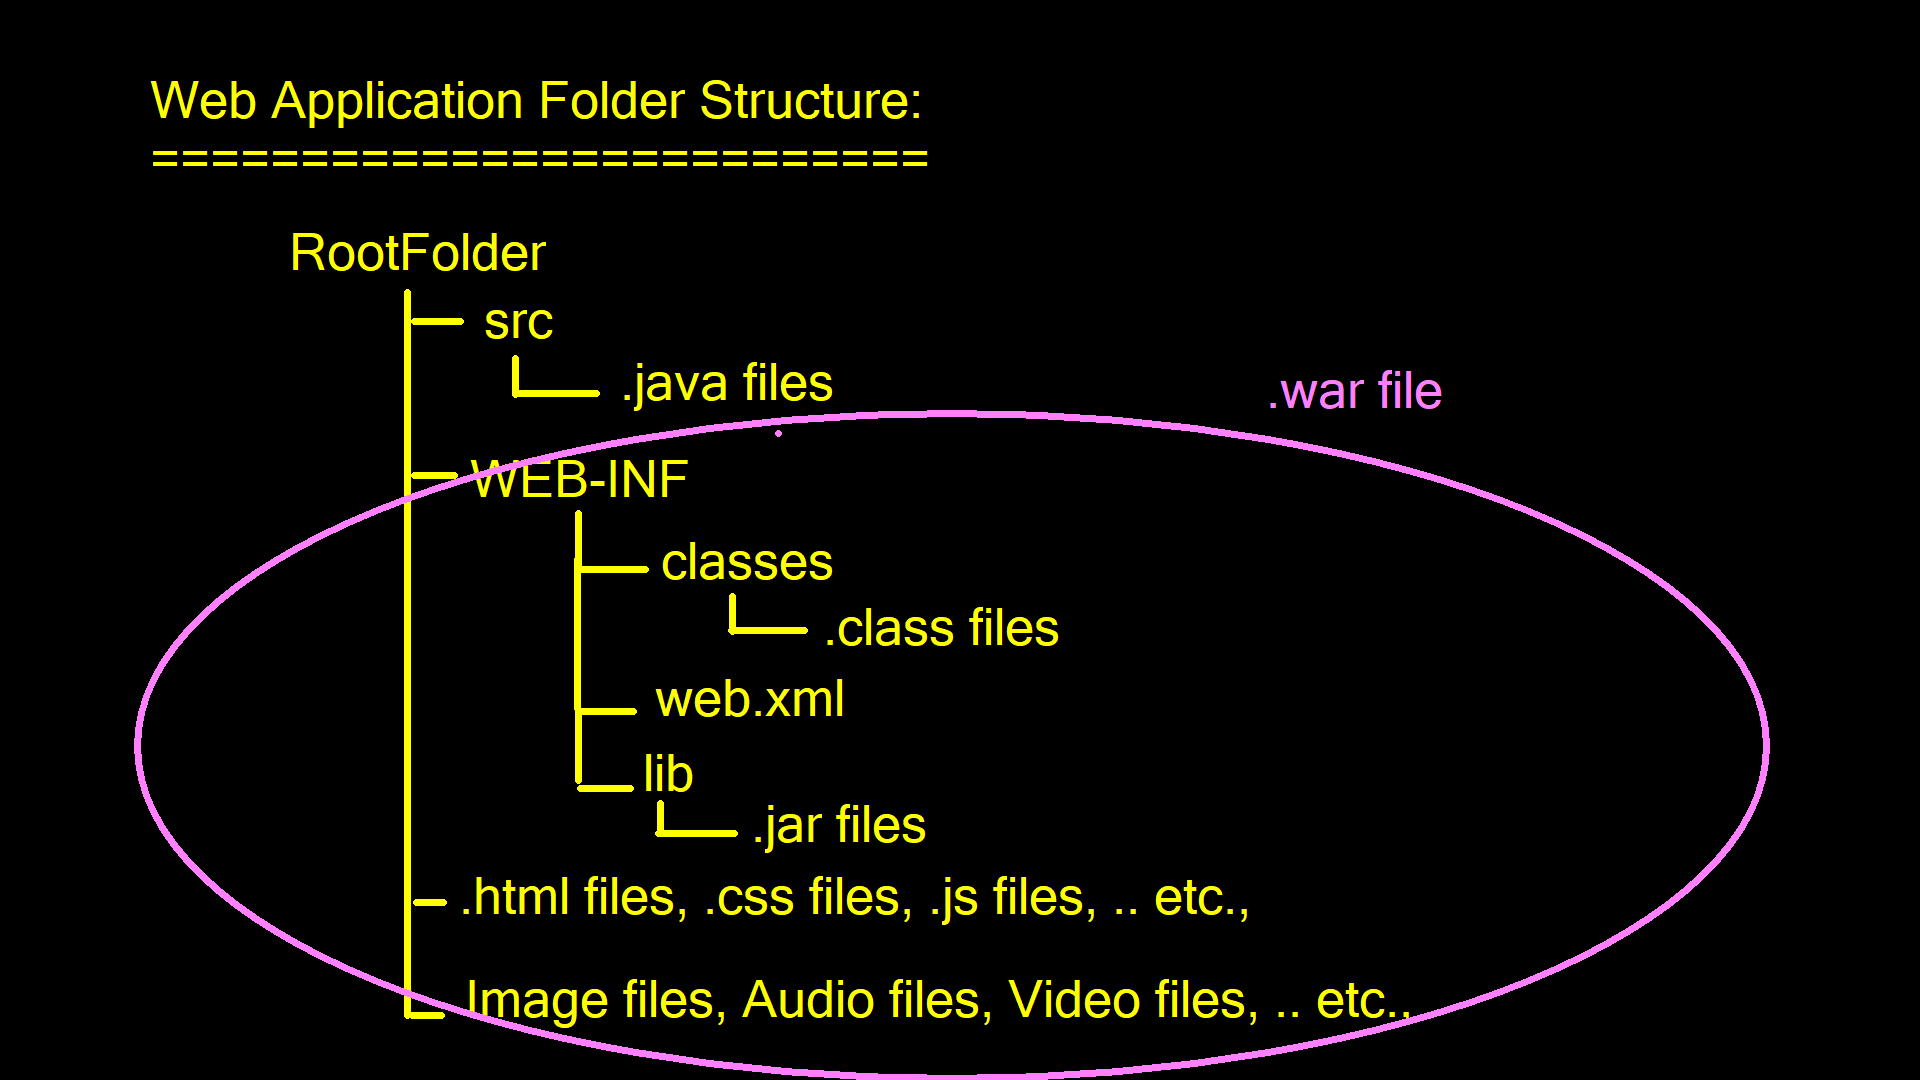 Web Application Folder Structure:
==========================
RootFolder
src
.java files
.war file
WEB-INF
classes
.class files
web.xml
lib
.jar files
.html files, .css files, .js files, .. etc.,
Image files, Audio files, Video files, .. etc.,